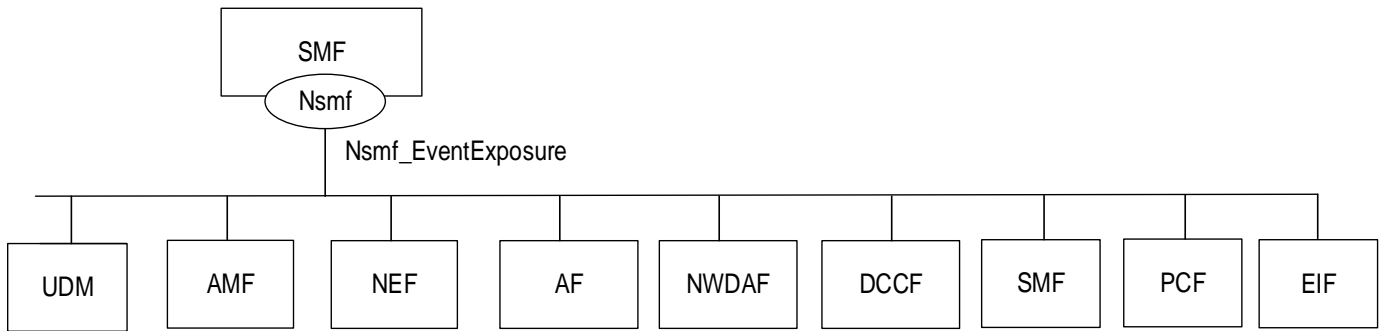 SMF
Nsmf
Nsmf_EventExposure
UDM AMF NEF AF NWDAF DCCF SMF PCF EIF